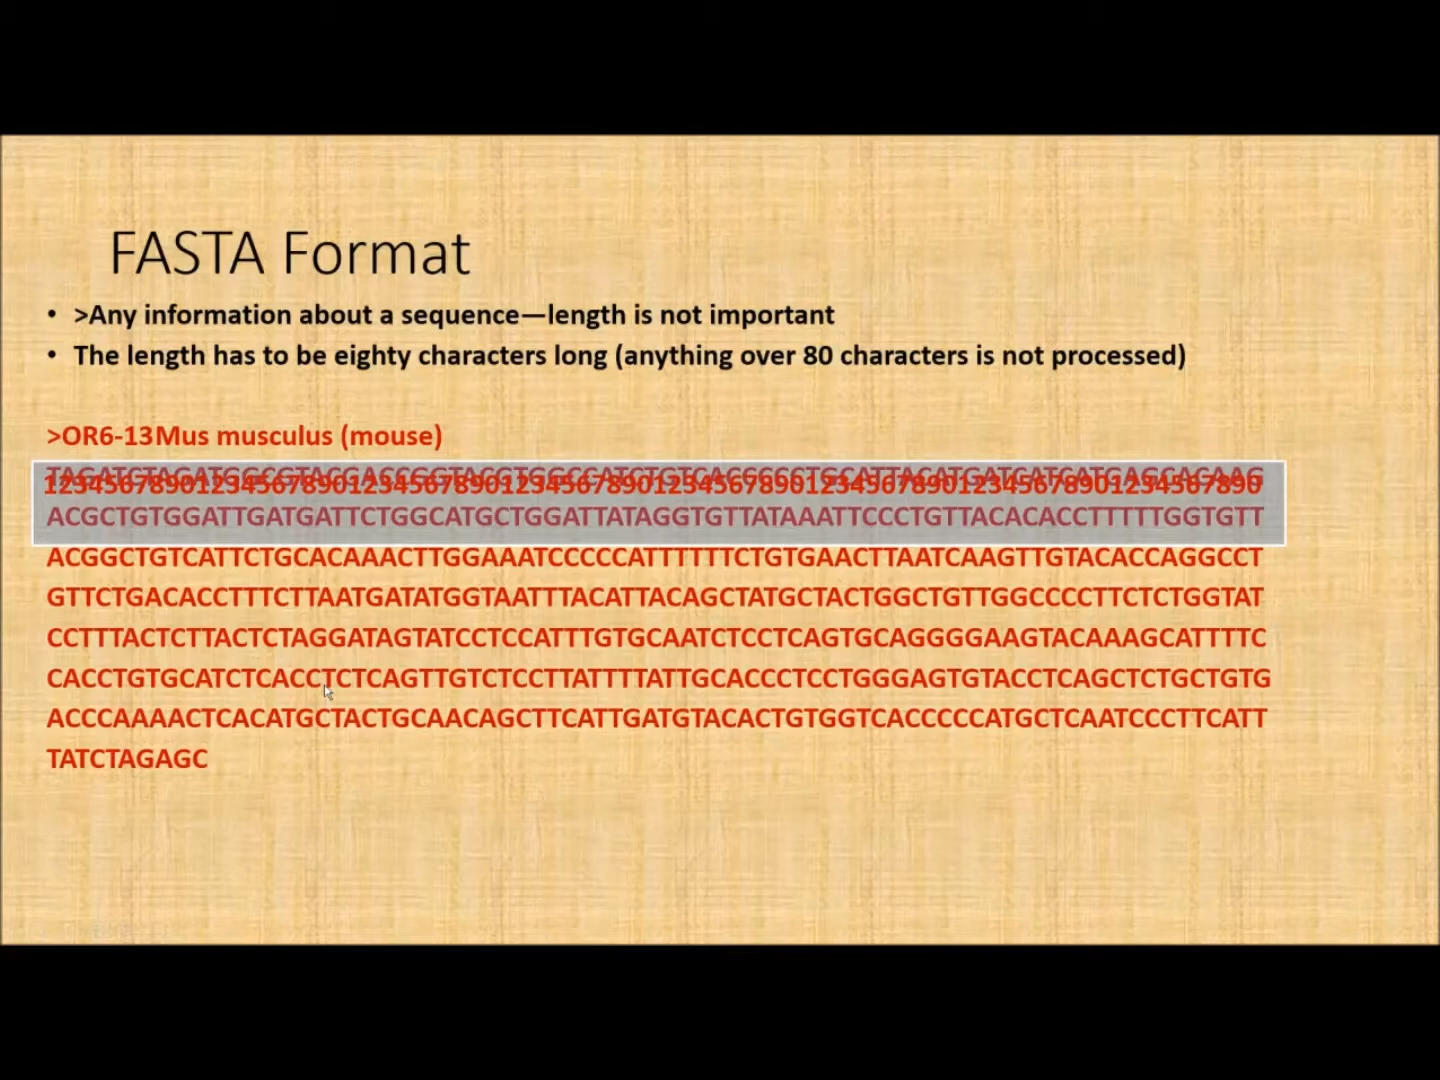 FASTA Format
• >Any information about a sequence—length is not important
• The length has to be eighty characters long (anything over 80 characters is not processed)
>OR6-13Mus musculus (mouse)
12345678901234567890123456789012345678901234567890123456789012345678901234567890
ACGCTGTGGATTGATGATTCTGGCATGCTGGATTATAGGTGTTATAAATTCCCTGTTACACACCTTTTTGGTGTT
ACGGCTGTCATTCTGCACAAACTTGGAAATCCCCCATTTTTTCTGTGAACTTAATCAAGTTGTACACCAGGCCT
GTTCTGACACCTTTCTTAATGATATGGTAATTTACATTACAGCTATGCTACTGGCTGTTGGCCCCTTCTCTGGTAT
CCTTTACTCTTACTCTAGGATAGTATCCTCCATTTGTGCAATCTCCTCAGTGCAGGGGAAGTACAAAGCATTTTC
CACCTGTGCATCTCACCTCTCAGTTGTCTCCTTATTTTATTGCACCCTCCTGGGAGTGTACCTCAGCTCTGCTGTG
ACCCAAAACTCACATGCTACTGCAACAGCTTCATTGATGTACACTGTGGTCACCCCCATGCTCAATCCCTTCATT
TATCTAGAGC